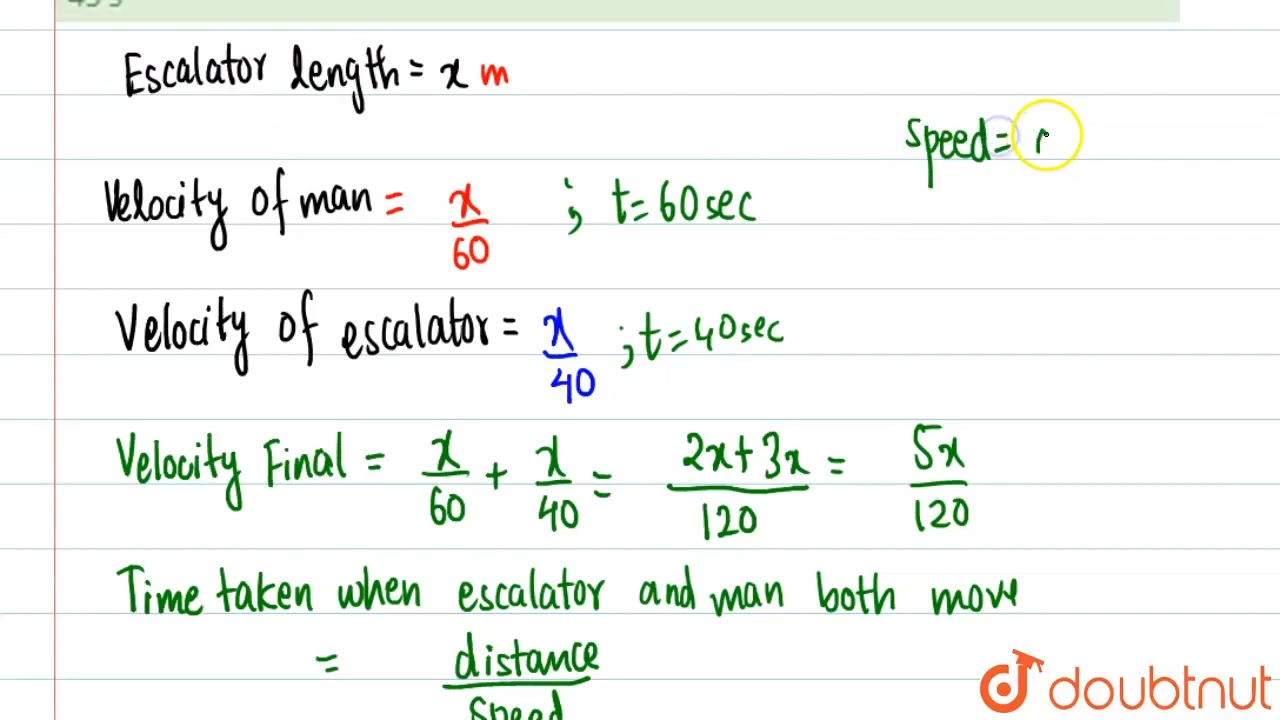 Escalator length = x m
Speed =
Velocity of man = x/60 ; t=60 sec
Velocity of escalator = x/40 ; t=40 sec
Velocity Final = x/60 + x/40 = 2x+3x/120 = 5x/120
Time taken when escalator and man both move
= distance/speed
doubtnut